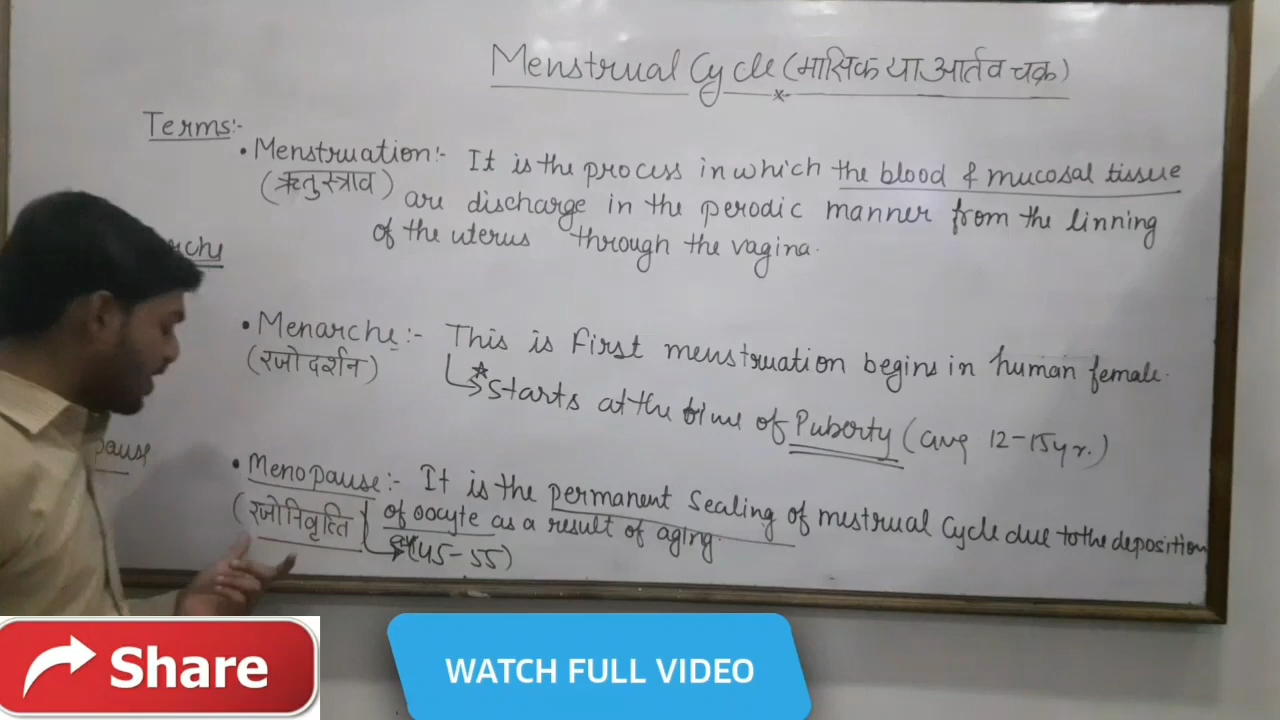 Menstrual Cycle (मासिक या आर्तव चक्र)
Terms:-
• Menstruation:- It is the process in which the blood & mucosal tissue
(ऋतुस्त्राव) are discharge in the perodic manner from the linning
of the uterus through the vagina.
arche
• Menarche:- This is first menstruation begins in human female.
(रजोदर्शन)
Starts at the time of Puberty (avg 12-15yr.)
pause
• Menopause:- It is the permanent Sealing of mestrual Cycle due to the deposition
(रजोनिवृत्ति) of oocyte as a result of aging.
(45-55)
Share
WATCH FULL VIDEO